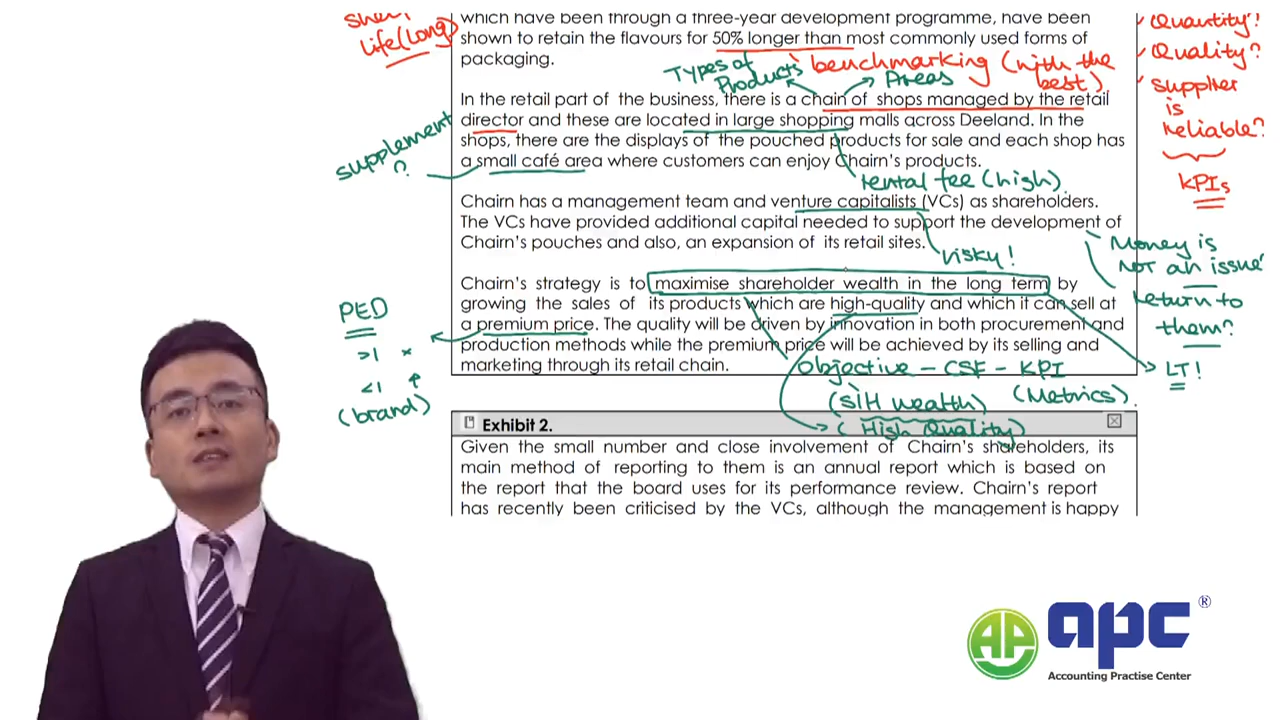 shelf
life (long)
which have been through a three-year development programme, have been
shown to retain the flavours for 50% longer than most commonly used forms of
packaging.
Types of
Products
benchmarking (with the
best)
Areas
Quantity?
Quality?
supplier
is
reliable?
KPIs
In the retail part of the business, there is a chain of shops managed by the retail
director and these are located in large shopping malls across Deeland. In the
shops, there are the displays of the pouched products for sale and each shop has
a small café area where customers can enjoy Chairn's products.
supplement
?
rental fee (high).
Chairn has a management team and venture capitalists (VCs) as shareholders.
The VCs have provided additional capital needed to support the development of
Chairn's pouches and also, an expansion of its retail sites.
risky!
Money is
NOT an issue
return to
them?
Chairn's strategy is to maximise shareholder wealth in the long term by
growing the sales of its products which are high-quality and which it can sell at
a premium price. The quality will be driven by innovation in both procurement and
production methods while the premium price will be achieved by its selling and
marketing through its retail chain.
PED
>1 ×
<1 ↑
(brand)
Objective – CSF – KPI
(S/H wealth) (Metrics).
( High Quality)
LT!
Exhibit 2.
Given the small number and close involvement of Chairn's shareholders, its
main method of reporting to them is an annual report which is based on
the report that the board uses for its performance review. Chairn's report
has recently been criticised by the VCs, although the management is happy
AP
apc®
Accounting Practise Center